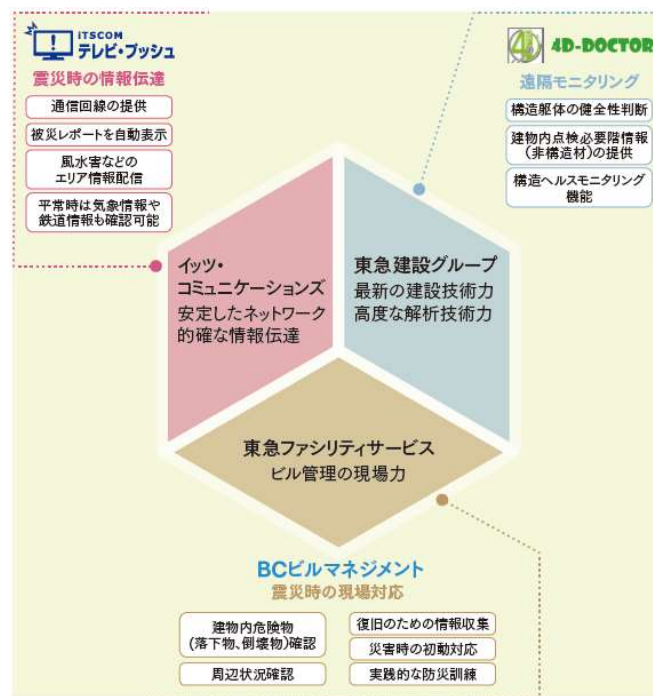 iTSCOM
テレビ・プッシュ
震災時の情報伝達
通信回線の提供
被災レポートを自動表示
風水害などの
エリア情報配信
平常時は気象情報や
鉄道情報も確認可能
4D-DOCTOR
遠隔モニタリング
構造躯体の健全性判断
建物内点検必要階情報
(非構造材)の提供
構造ヘルスモニタリング
機能
イッツ・
コミュニケーションズ
安定したネットワーク
的確な情報伝達
東急建設グループ
最新の建設技術力
高度な解析技術力
東急ファシリティサービス
ビル管理の現場力
BCビルマネジメント
震災時の現場対応
建物内危険物
(落下物、倒壊物)確認
周辺状況確認
復旧のための情報収集
災害時の初動対応
実践的な防災訓練